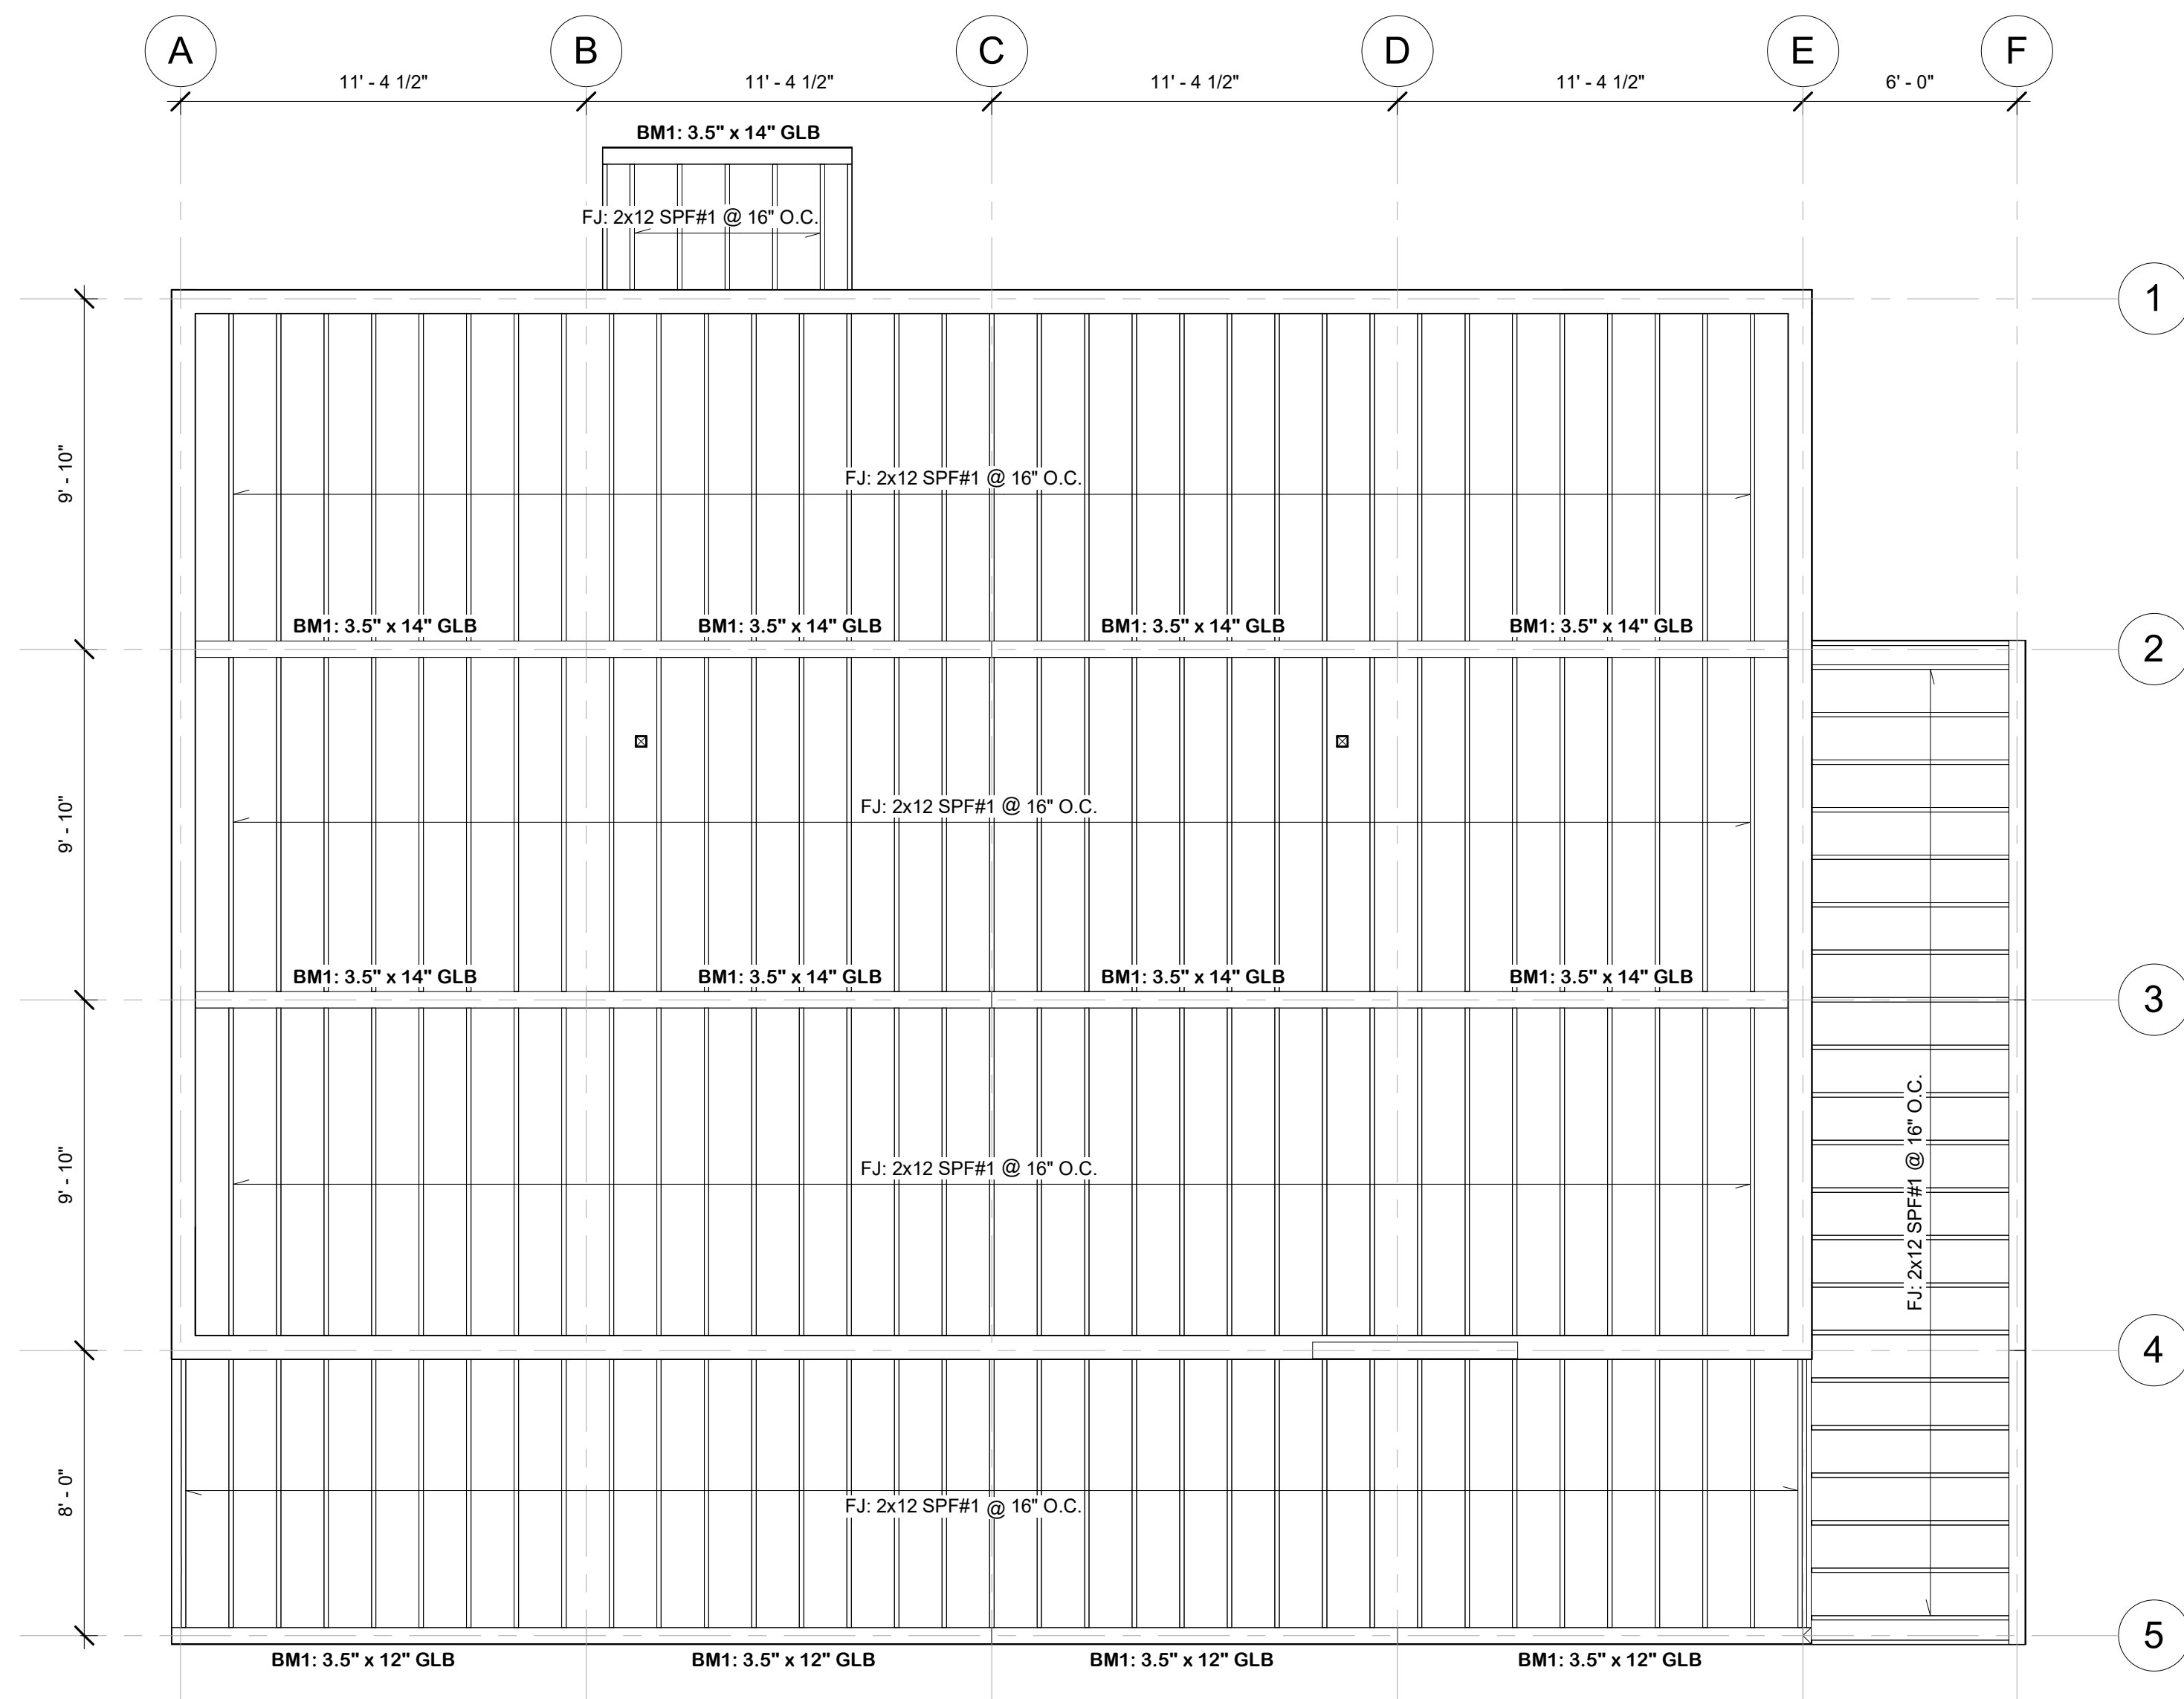 A B C D E F
11' - 4 1/2" 11' - 4 1/2" 11' - 4 1/2" 11' - 4 1/2" 6' - 0"
BM1: 3.5" x 14" GLB
FJ: 2x12 SPF#1 @ 16" O.C.
1
9' - 10"
FJ: 2x12 SPF#1 @ 16" O.C.
BM1: 3.5" x 14" GLB BM1: 3.5" x 14" GLB BM1: 3.5" x 14" GLB BM1: 3.5" x 14" GLB
2
9' - 10"
FJ: 2x12 SPF#1 @ 16" O.C.
BM1: 3.5" x 14" GLB BM1: 3.5" x 14" GLB BM1: 3.5" x 14" GLB BM1: 3.5" x 14" GLB
3
9' - 10"
FJ: 2x12 SPF#1 @ 16" O.C.
FJ: 2x12 SPF#1 @ 16" O.C.
4
8' - 0"
FJ: 2x12 SPF#1 @ 16" O.C.
5
BM1: 3.5" x 12" GLB BM1: 3.5" x 12" GLB BM1: 3.5" x 12" GLB BM1: 3.5" x 12" GLB